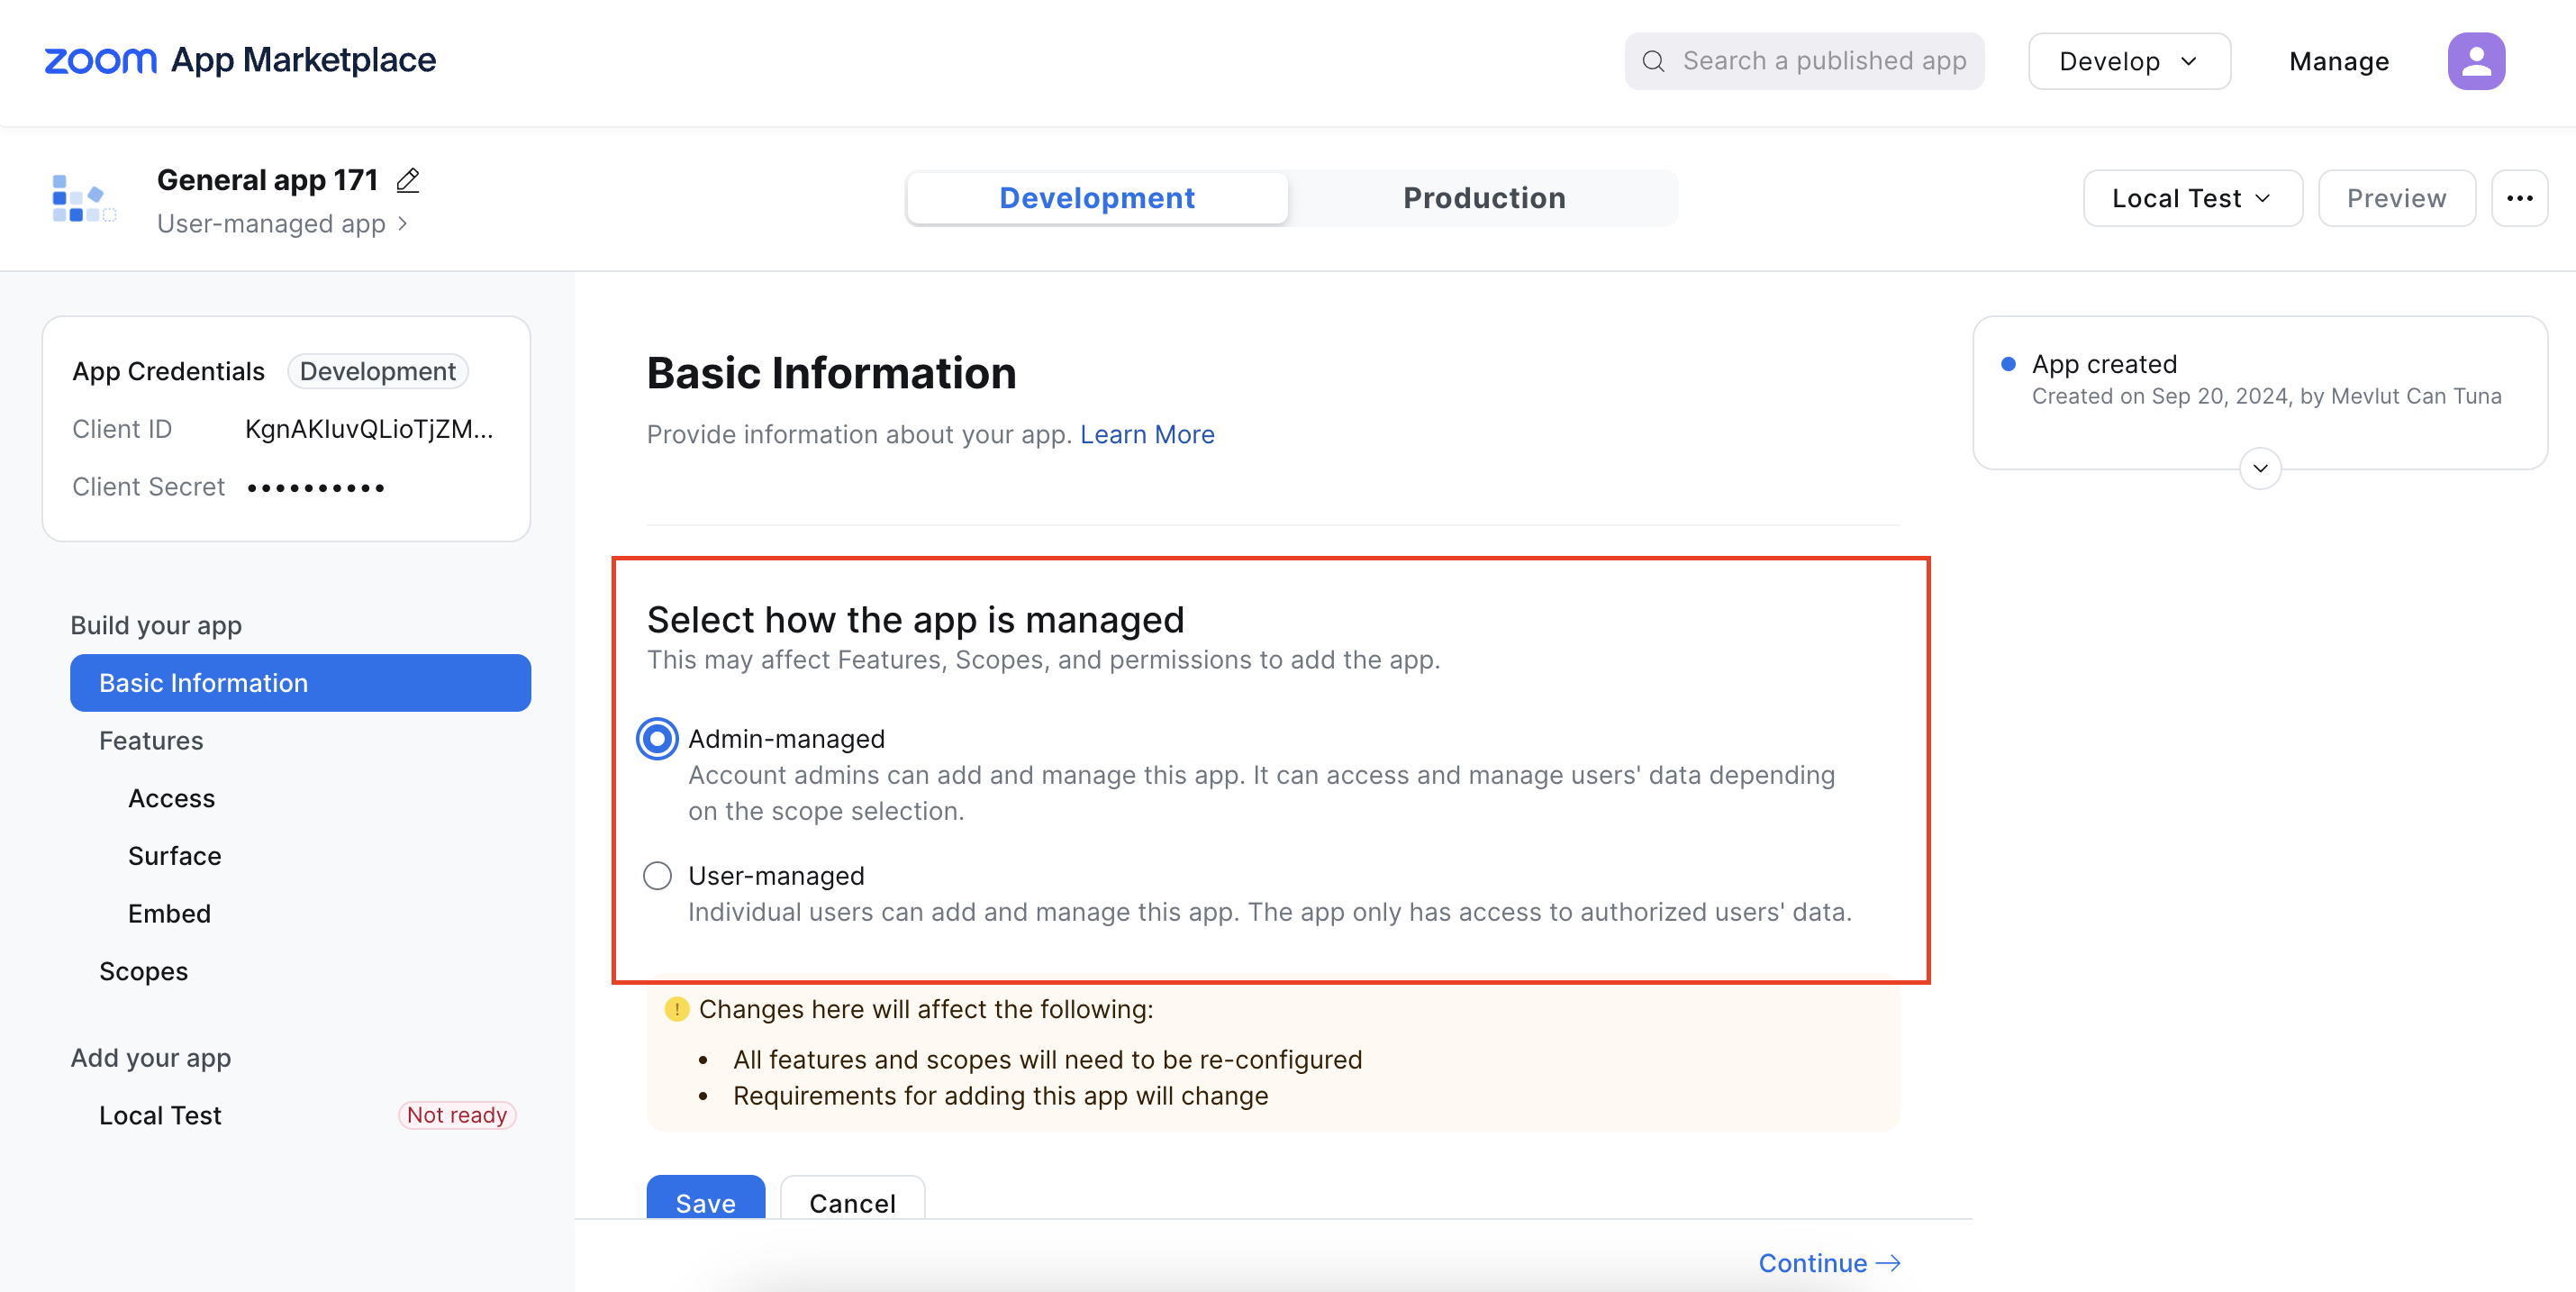 zoom App Marketplace
Search a published app
Develop
Manage
General app 171
User-managed app
Development
Production
Local Test
Preview
App Credentials Development
Client ID KgnAKIuvQLioTjZM...
Client Secret ••••••••••
Build your app
Basic Information
Features
Access
Surface
Embed
Scopes
Add your app
Local Test Not ready
Basic Information
Provide information about your app. Learn More
Select how the app is managed
This may affect Features, Scopes, and permissions to add the app.
Admin-managed
Account admins can add and manage this app. It can access and manage users' data depending
on the scope selection.
User-managed
Individual users can add and manage this app. The app only has access to authorized users' data.
! Changes here will affect the following:
• All features and scopes will need to be re-configured
• Requirements for adding this app will change
Save
Cancel
Continue →
App created
Created on Sep 20, 2024, by Mevlut Can Tuna